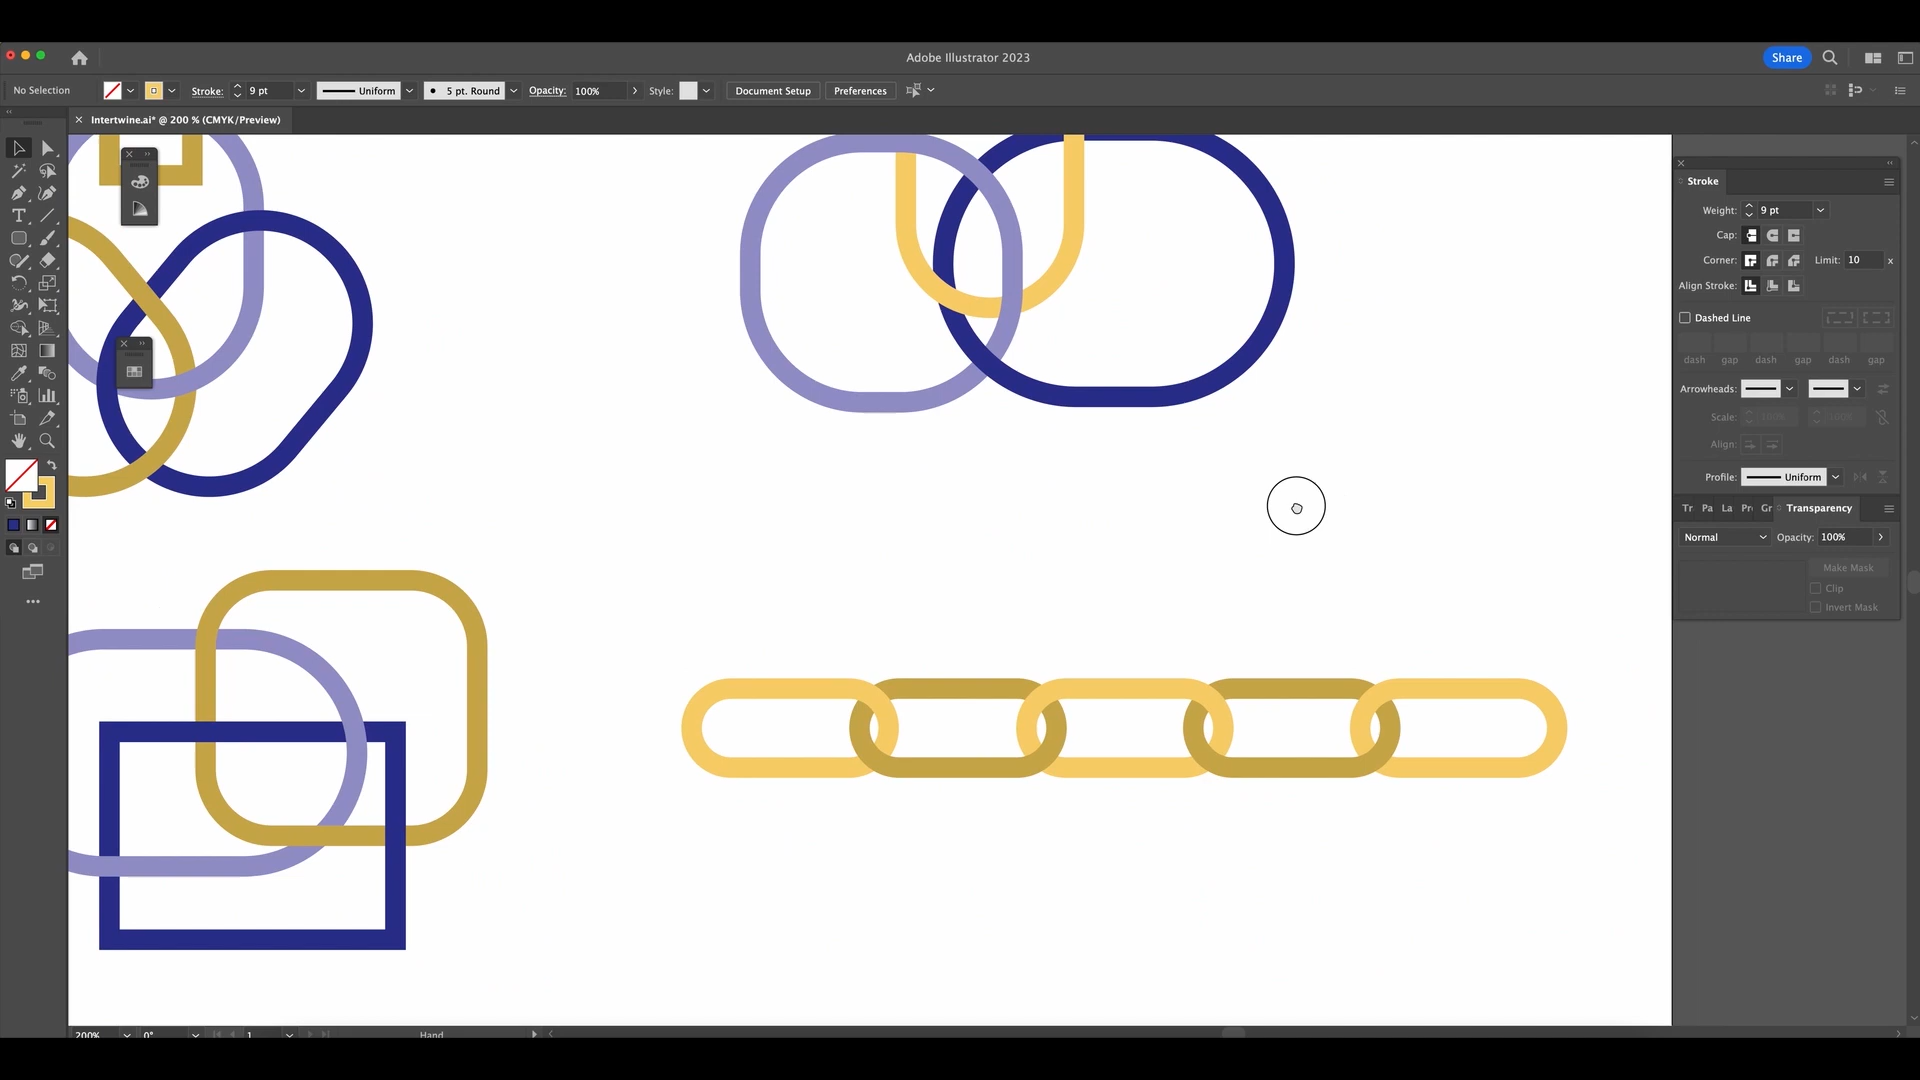 Adobe Illustrator 2023
Share
No Selection
Stroke:
9 pt
Uniform
5 pt. Round
Opacity:
100%
Style:
Document Setup
Preferences
Intertwine.ai* @ 200 % (CMYK/Preview)
Stroke
Weight:
9 pt
Cap:
Corner:
Limit:
10
x
Align Stroke:
Dashed Line
dash
gap
dash
gap
dash
gap
Arrowheads:
Scale:
100%
100%
Align:
Profile:
Uniform
Tr
Pa
La
Pr
Gr
Transparency
Normal
Opacity:
100%
Make Mask
Clip
Invert Mask
200%
0°
1
Hand